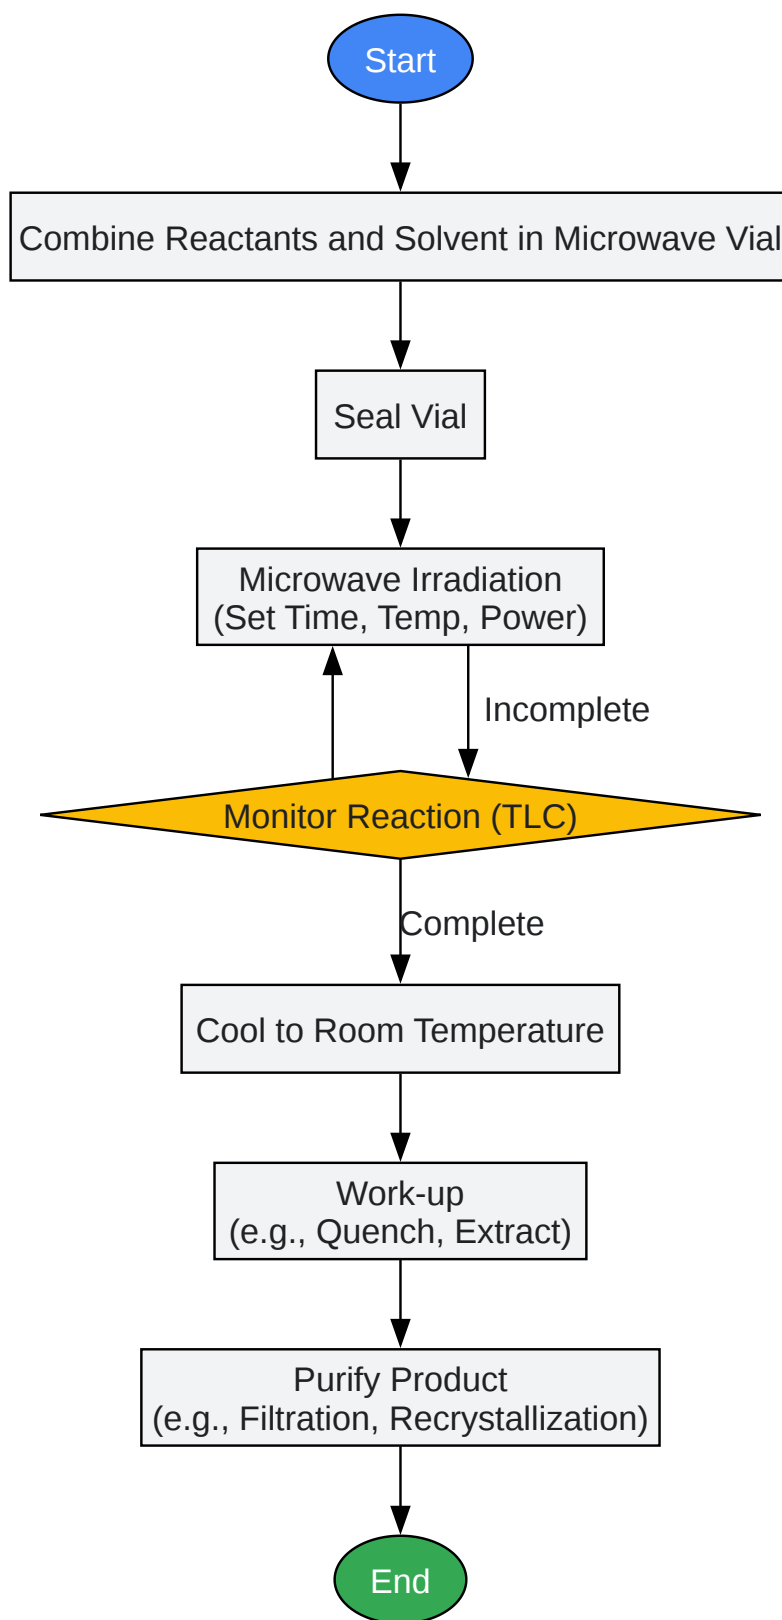 Start
Combine Reactants and Solvent in Microwave Vial
Seal Vial
Microwave Irradiation
(Set Time, Temp, Power)
Incomplete
Monitor Reaction (TLC)
Complete
Cool to Room Temperature
Work-up
(e.g., Quench, Extract)
Purify Product
(e.g., Filtration, Recrystallization)
End